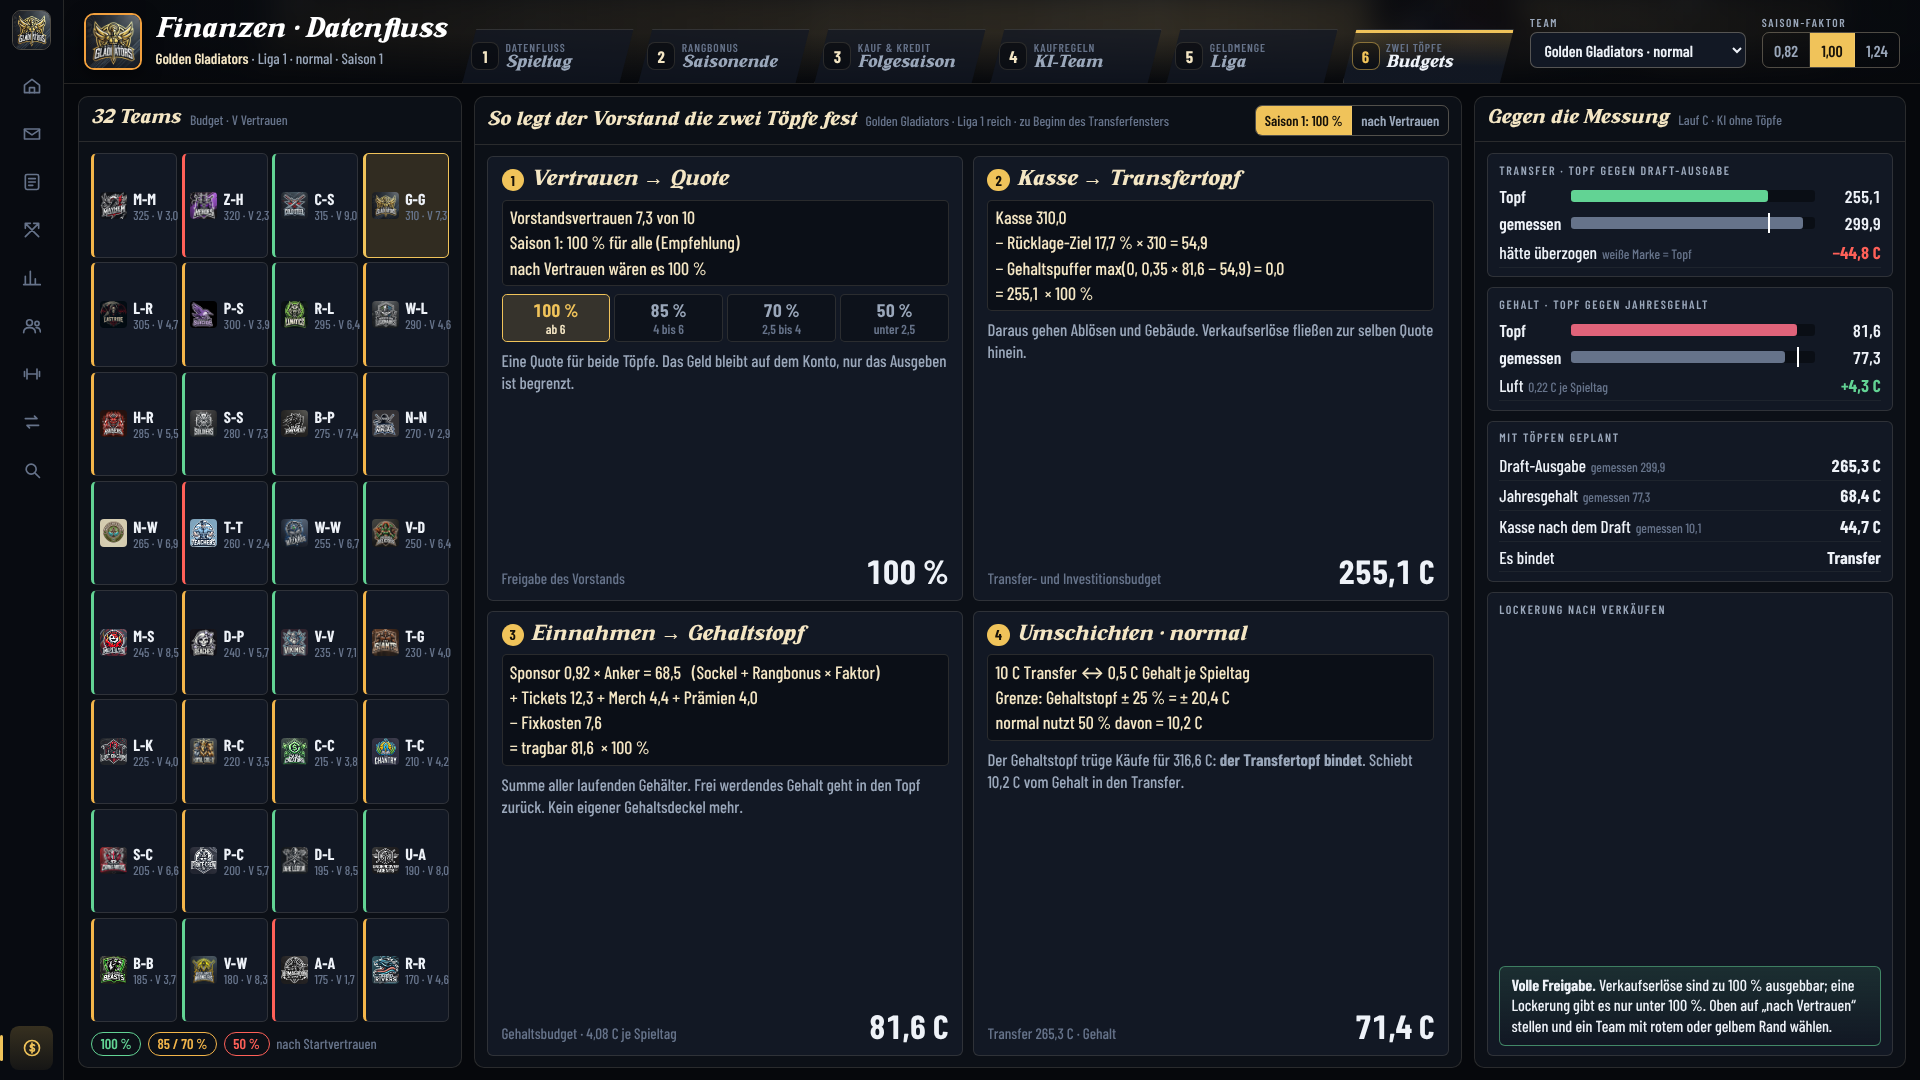 Finanzen · Datenfluss
Golden Gladiators · Liga 1 · normal · Saison 1
1 DATENFLUSS Spieltag
2 RANGBONUS Saisonende
3 KAUF & KREDIT Folgesaison
4 KAUFREGELN KI-Team
5 GELDMENGE Liga
6 ZWEI TÖPFE Budgets
TEAM
Golden Gladiators · normal
SAISON-FAKTOR
0,82 1,00 1,24
32 Teams Budget · V Vertrauen
M-M 325 · V 3,0
Z-H 320 · V 2,3
C-S 315 · V 9,0
G-G 310 · V 7,3
L-R 305 · V 4,7
P-S 300 · V 3,9
R-L 295 · V 6,4
W-L 290 · V 4,6
H-R 285 · V 5,5
S-S 280 · V 7,3
B-P 275 · V 7,4
N-N 270 · V 2,9
N-W 265 · V 6,9
T-T 260 · V 2,4
W-W 255 · V 6,7
V-D 250 · V 6,4
M-S 245 · V 8,5
D-P 240 · V 5,7
V-V 235 · V 7,1
T-G 230 · V 4,0
L-K 225 · V 4,0
R-C 220 · V 3,5
C-C 215 · V 3,8
T-C 210 · V 4,2
S-C 205 · V 6,6
P-C 200 · V 5,7
D-L 195 · V 8,5
U-A 190 · V 8,0
B-B 185 · V 3,7
V-W 180 · V 8,3
A-A 175 · V 1,7
R-R 170 · V 4,6
100 % 85 / 70 % 50 % nach Startvertrauen
So legt der Vorstand die zwei Töpfe fest Golden Gladiators · Liga 1 reich · zu Beginn des Transferfensters
Saison 1: 100 % nach Vertrauen
1 Vertrauen → Quote
Vorstandsvertrauen 7,3 von 10
Saison 1: 100 % für alle (Empfehlung)
nach Vertrauen wären es 100 %
100 % ab 6
85 % 4 bis 6
70 % 2,5 bis 4
50 % unter 2,5
Eine Quote für beide Töpfe. Das Geld bleibt auf dem Konto, nur das Ausgeben
ist begrenzt.
Freigabe des Vorstands 100 %
2 Kasse → Transfertopf
Kasse 310,0
− Rücklage-Ziel 17,7 % × 310 = 54,9
− Gehaltspuffer max(0, 0,35 × 81,6 − 54,9) = 0,0
= 255,1 × 100 %
Daraus gehen Ablösen und Gebäude. Verkaufserlöse fließen zur selben Quote
hinein.
Transfer- und Investitionsbudget 255,1 C
3 Einnahmen → Gehaltstopf
Sponsor 0,92 × Anker = 68,5 (Sockel + Rangbonus × Faktor)
+ Tickets 12,3 + Merch 4,4 + Prämien 4,0
− Fixkosten 7,6
= tragbar 81,6 × 100 %
Summe aller laufenden Gehälter. Frei werdendes Gehalt geht in den Topf
zurück. Kein eigener Gehaltsdeckel mehr.
Gehaltsbudget · 4,08 C je Spieltag 81,6 C
4 Umschichten · normal
10 C Transfer ↔ 0,5 C Gehalt je Spieltag
Grenze: Gehaltstopf ± 25 % = ± 20,4 C
normal nutzt 50 % davon = 10,2 C
Der Gehaltstopf trüge Käufe für 316,6 C: der Transfertopf bindet. Schiebt
10,2 C vom Gehalt in den Transfer.
Transfer 265,3 C · Gehalt 71,4 C
Gegen die Messung Lauf C · KI ohne Töpfe
TRANSFER · TOPF GEGEN DRAFT-AUSGABE
Topf 255,1
gemessen 299,9
hätte überzogen weiße Marke = Topf −44,8 C
GEHALT · TOPF GEGEN JAHRESGEHALT
Topf 81,6
gemessen 77,3
Luft 0,22 C je Spieltag +4,3 C
MIT TÖPFEN GEPLANT
Draft-Ausgabe gemessen 299,9 265,3 C
Jahresgehalt gemessen 77,3 68,4 C
Kasse nach dem Draft gemessen 10,1 44,7 C
Es bindet Transfer
LOCKERUNG NACH VERKÄUFEN
Volle Freigabe. Verkaufserlöse sind zu 100 % ausgebbar; eine
Lockerung gibt es nur unter 100 %. Oben auf „nach Vertrauen“
stellen und ein Team mit rotem oder gelbem Rand wählen.